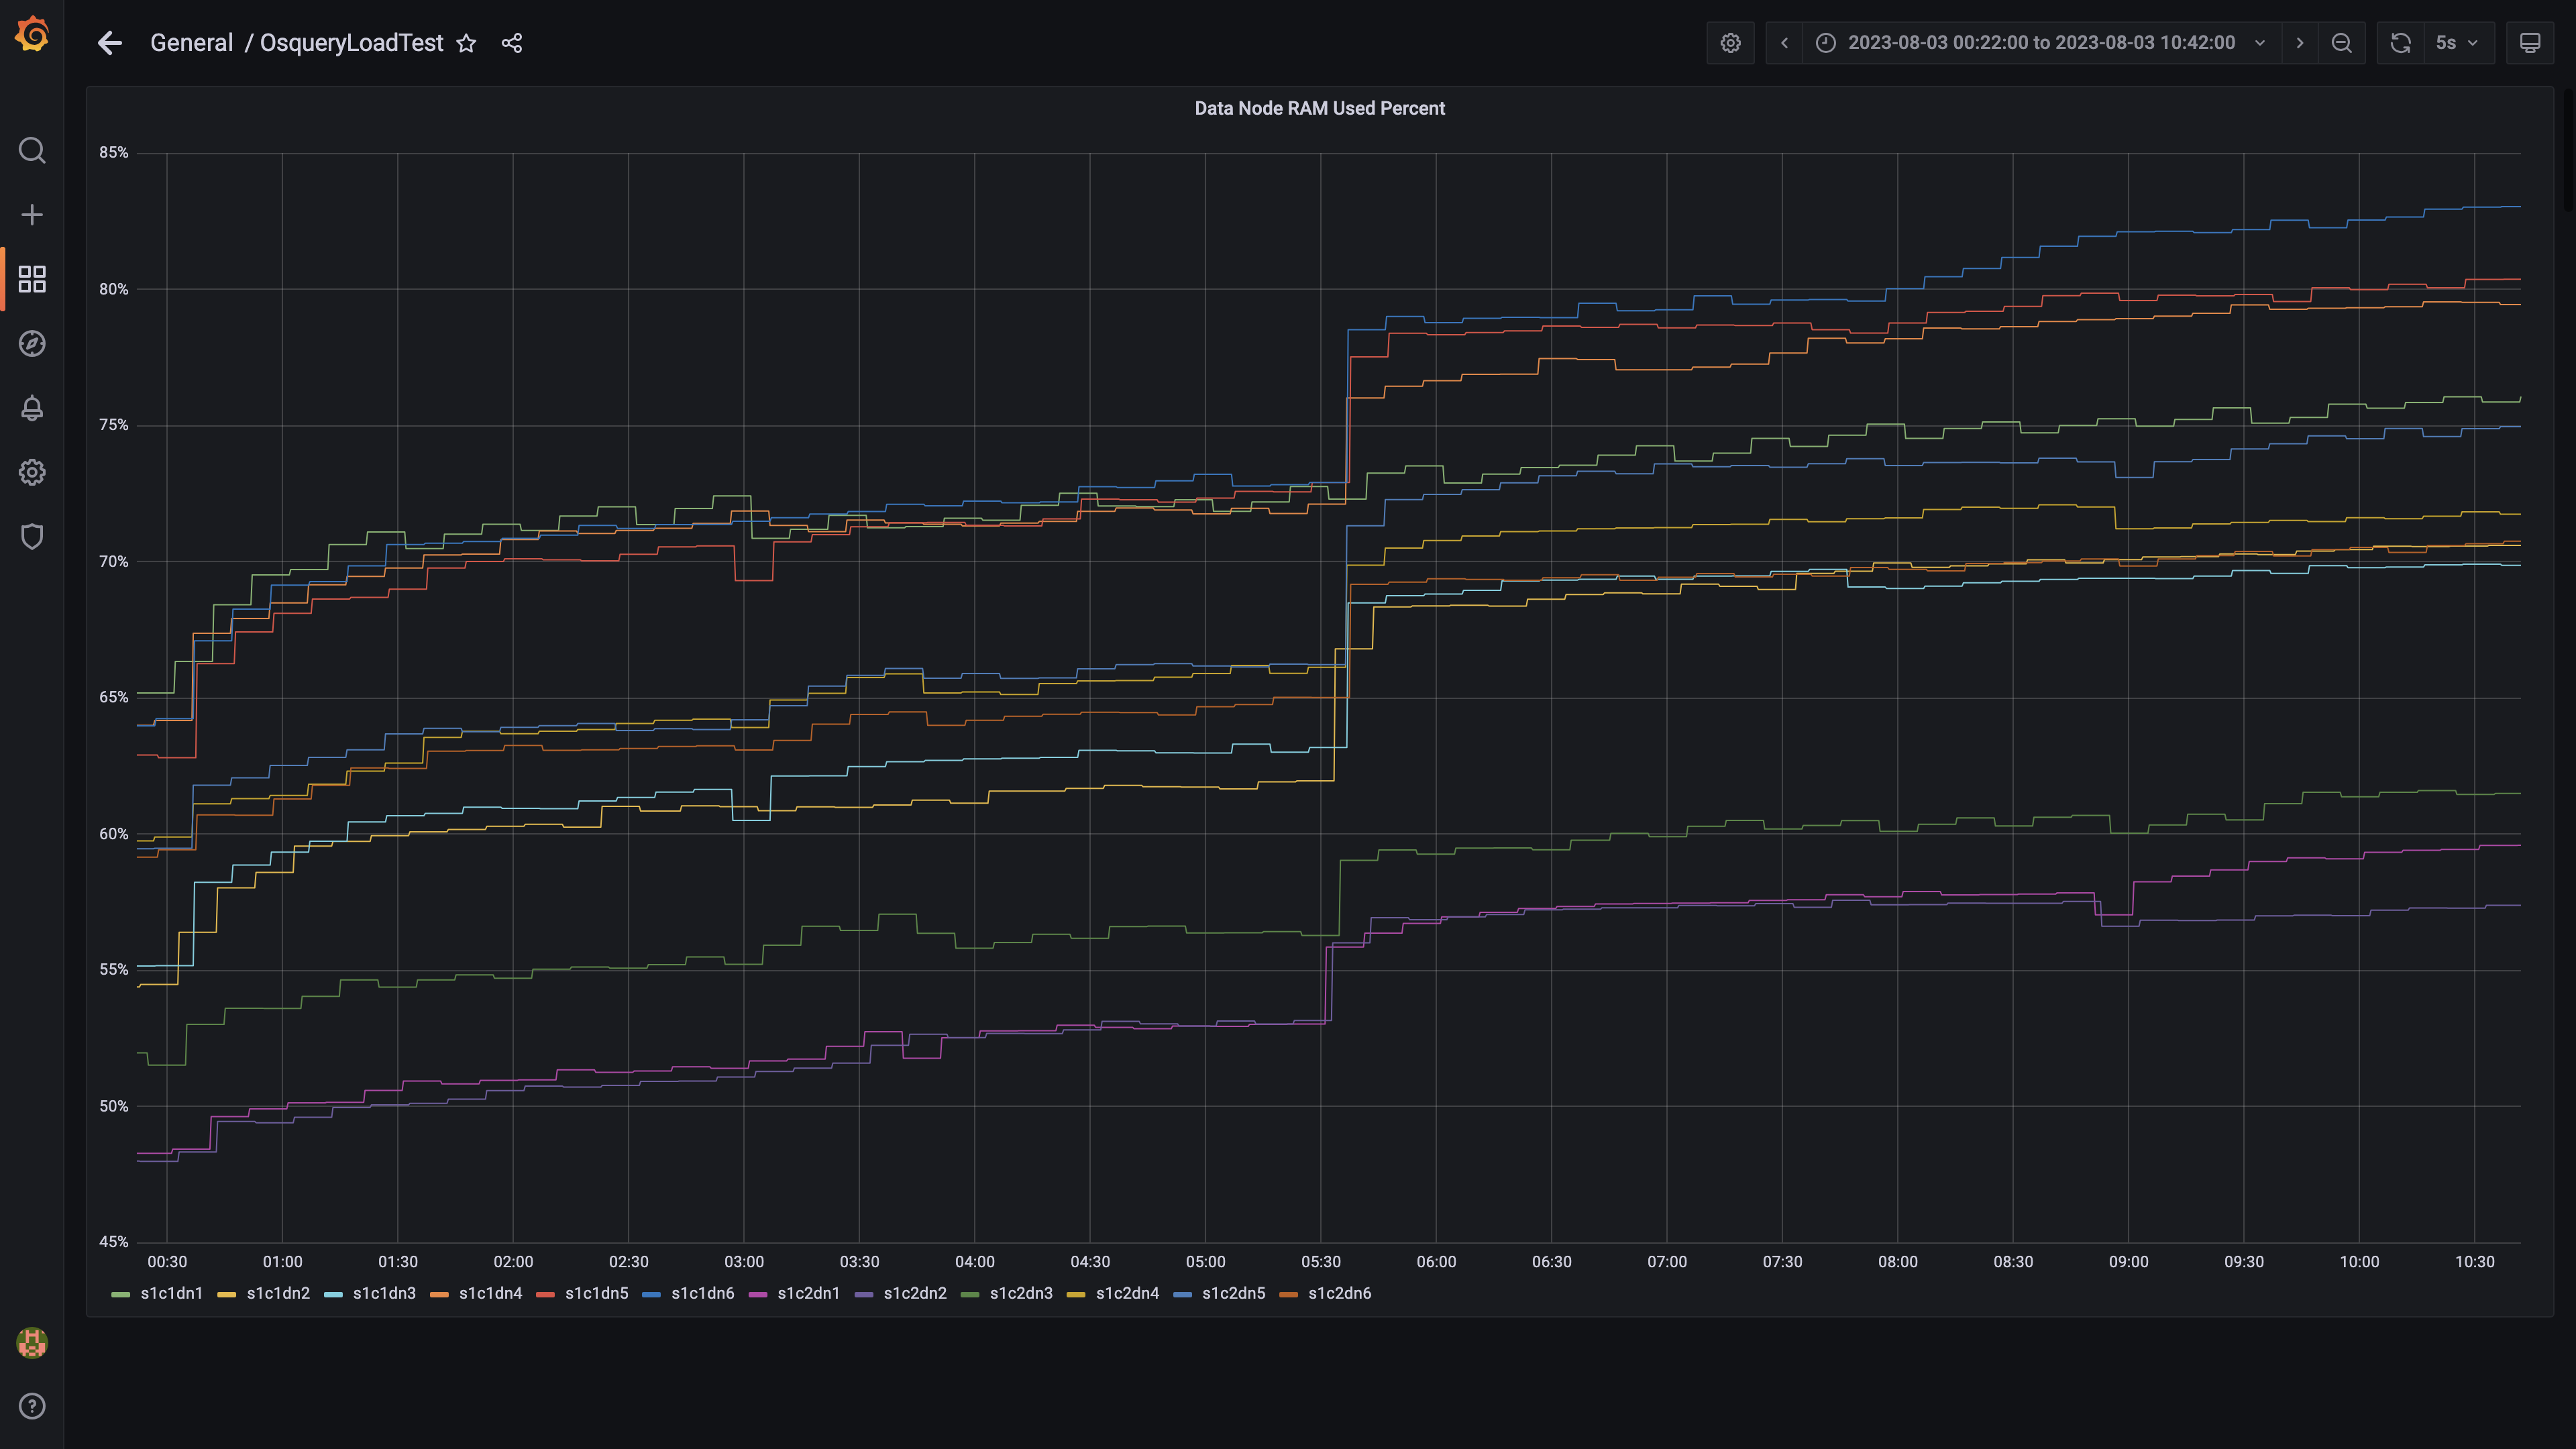 General / OsqueryLoadTest
2023-08-03 00:22:00 to 2023-08-03 10:42:00
5s
Data Node RAM Used Percent
85%
80%
75%
70%
65%
60%
55%
50%
45%
00:30 01:00 01:30 02:00 02:30 03:00 03:30 04:00 04:30 05:00 05:30 06:00 06:30 07:00 07:30 08:00 08:30 09:00 09:30 10:00 10:30
s1c1dn1 s1c1dn2 s1c1dn3 s1c1dn4 s1c1dn5 s1c1dn6 s1c2dn1 s1c2dn2 s1c2dn3 s1c2dn4 s1c2dn5 s1c2dn6